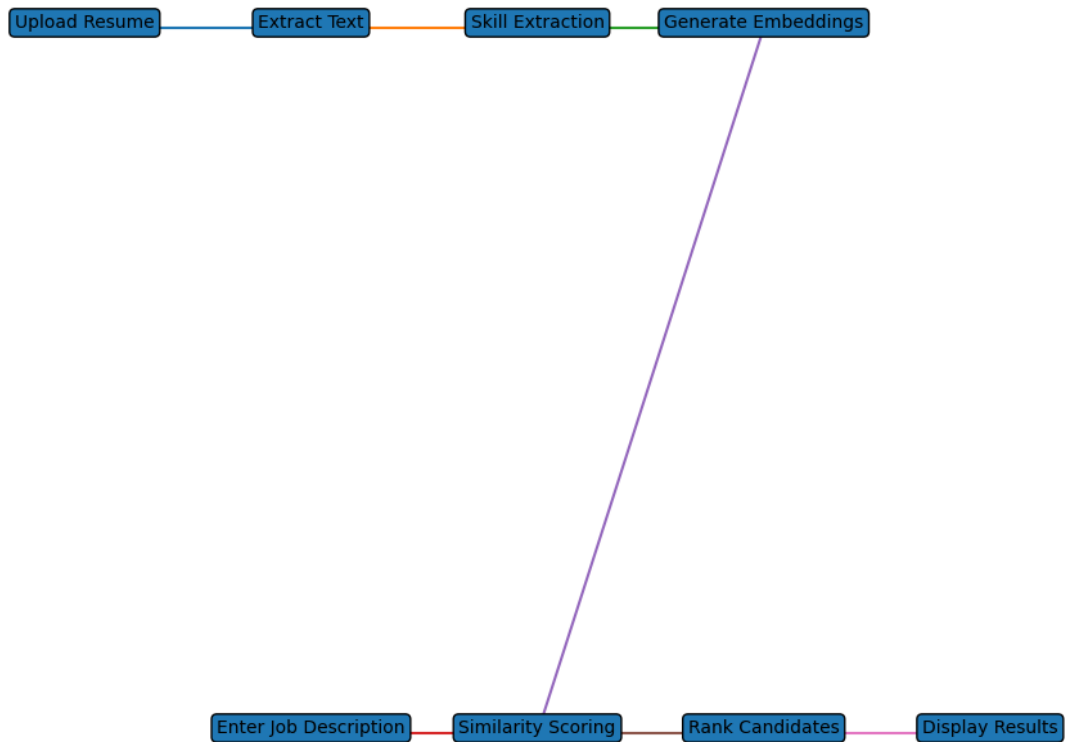 Upload Resume
Extract Text
Skill Extraction
Generate Embeddings
Enter Job Description
Similarity Scoring
Rank Candidates
Display Results